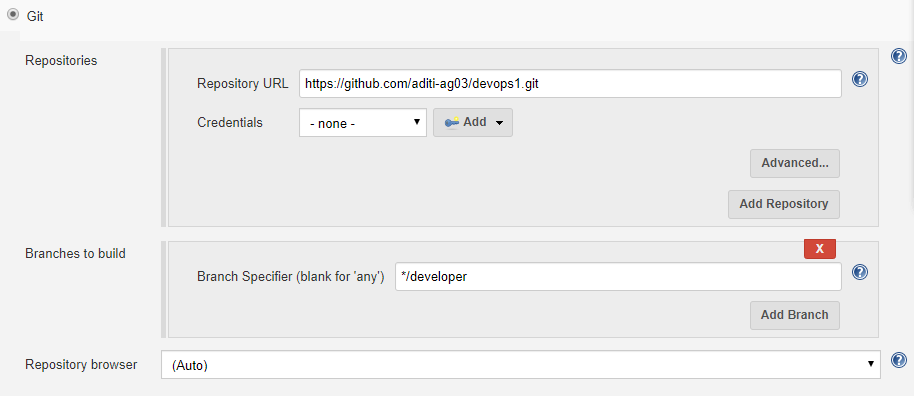 Git
Repositories
Repository URL https://github.com/aditi-ag03/devops1.git
Credentials - none - Add
Advanced...
Add Repository
Branches to build
X
Branch Specifier (blank for 'any') */developer
Add Branch
Repository browser (Auto)